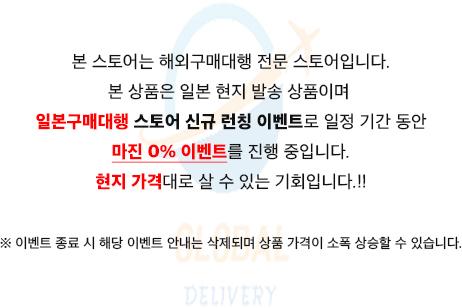 본 스토어는 해외구매대행 전문 스토어입니다.
본 상품은 일본 현지 발송 상품이며
일본구매대행 스토어 신규 런칭 이벤트로 일정 기간 동안
마진 0% 이벤트를 진행 중입니다.
현지 가격대로 살 수 있는 기회입니다.!!
※ 이벤트 종료 시 해당 이벤트 안내는 삭제되며 상품 가격이 소폭 상승할 수 있습니다.
GLOBAL
DELIVERY